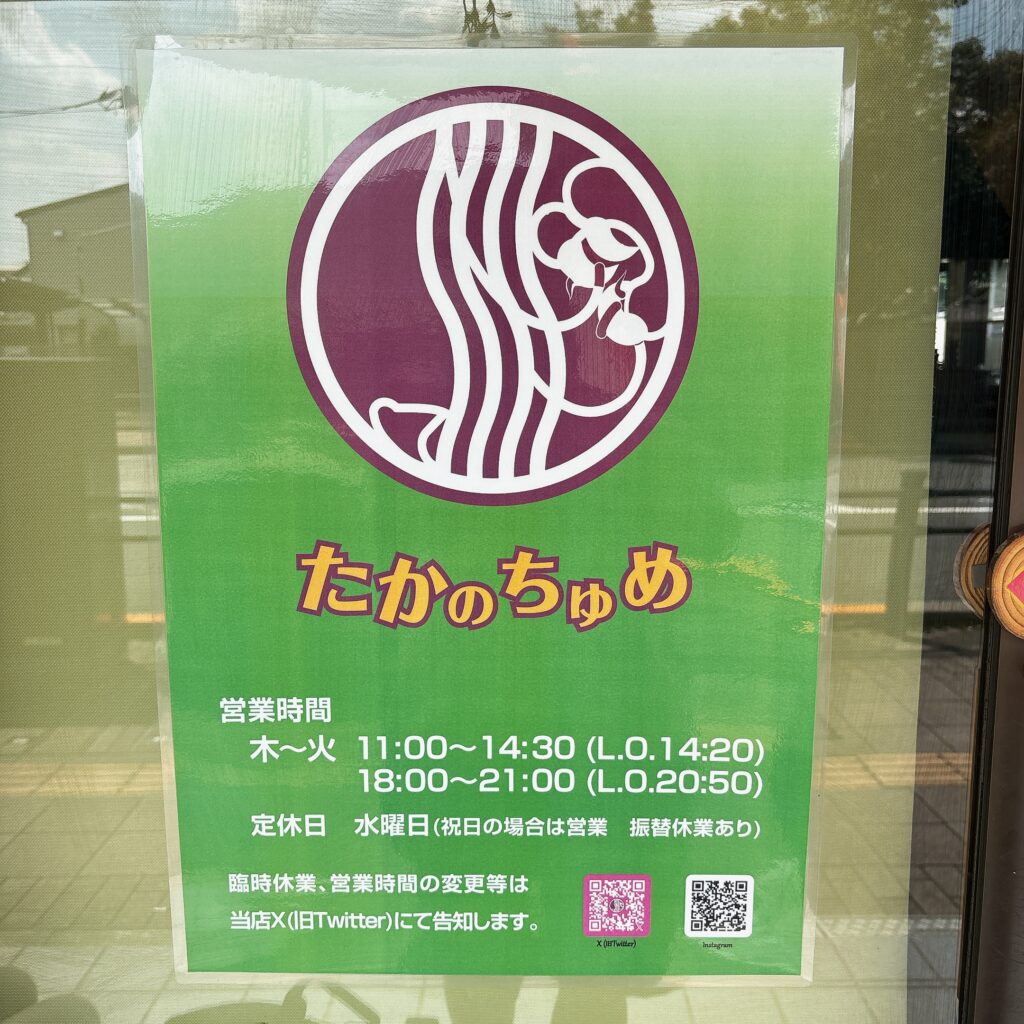 たかのちゅめ
営業時間
木～火 11:00～14:30 (L.O.14:20)
18:00～21:00 (L.O.20:50)
定休日 水曜日(祝日の場合は営業 振替休業あり)
臨時休業、営業時間の変更等は
当店X(旧Twitter)にて告知します。
X (旧Twitter)
Instagram